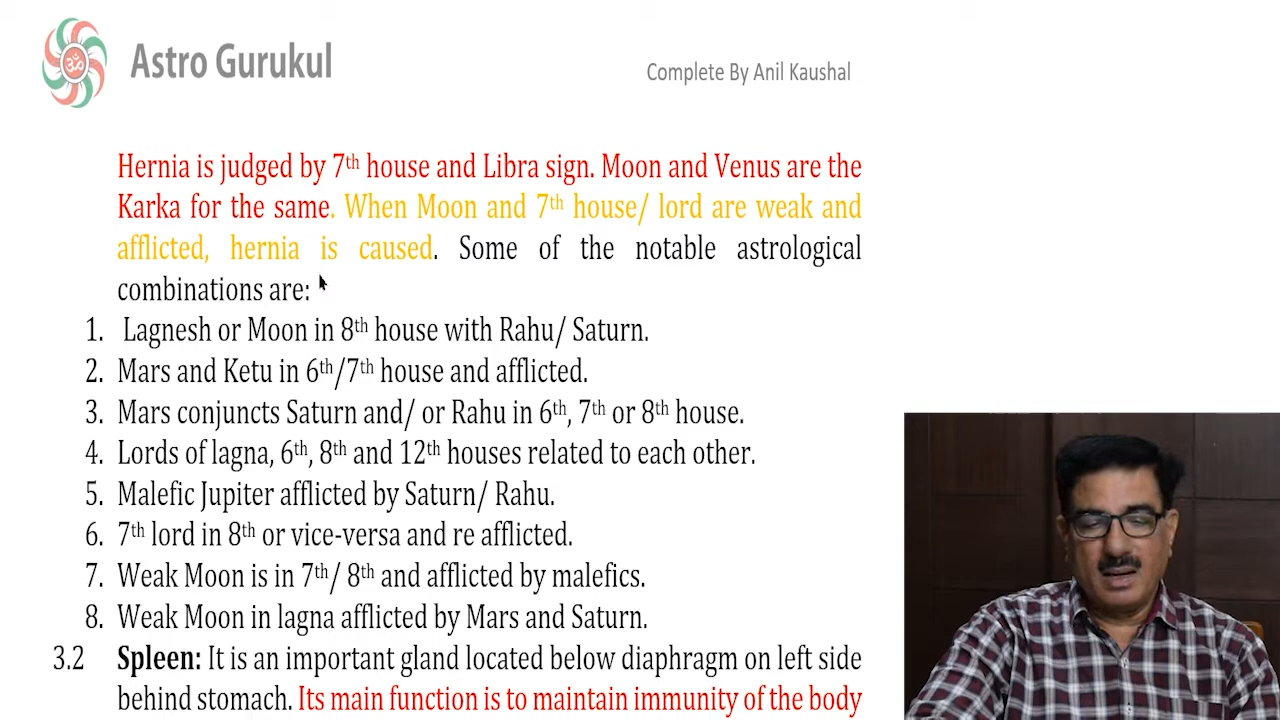 Astro Gurukul
Complete By Anil Kaushal
Hernia is judged by 7th house and Libra sign. Moon and Venus are the
Karka for the same. When Moon and 7th house/ lord are weak and
afflicted, hernia is caused. Some of the notable astrological
combinations are:
1. Lagnesh or Moon in 8th house with Rahu/ Saturn.
2. Mars and Ketu in 6th/7th house and afflicted.
3. Mars conjuncts Saturn and/ or Rahu in 6th, 7th or 8th house.
4. Lords of lagna, 6th, 8th and 12th houses related to each other.
5. Malefic Jupiter afflicted by Saturn/ Rahu.
6. 7th lord in 8th or vice-versa and re afflicted.
7. Weak Moon is in 7th/ 8th and afflicted by malefics.
8. Weak Moon in lagna afflicted by Mars and Saturn.
3.2 Spleen: It is an important gland located below diaphragm on left side
behind stomach. Its main function is to maintain immunity of the body